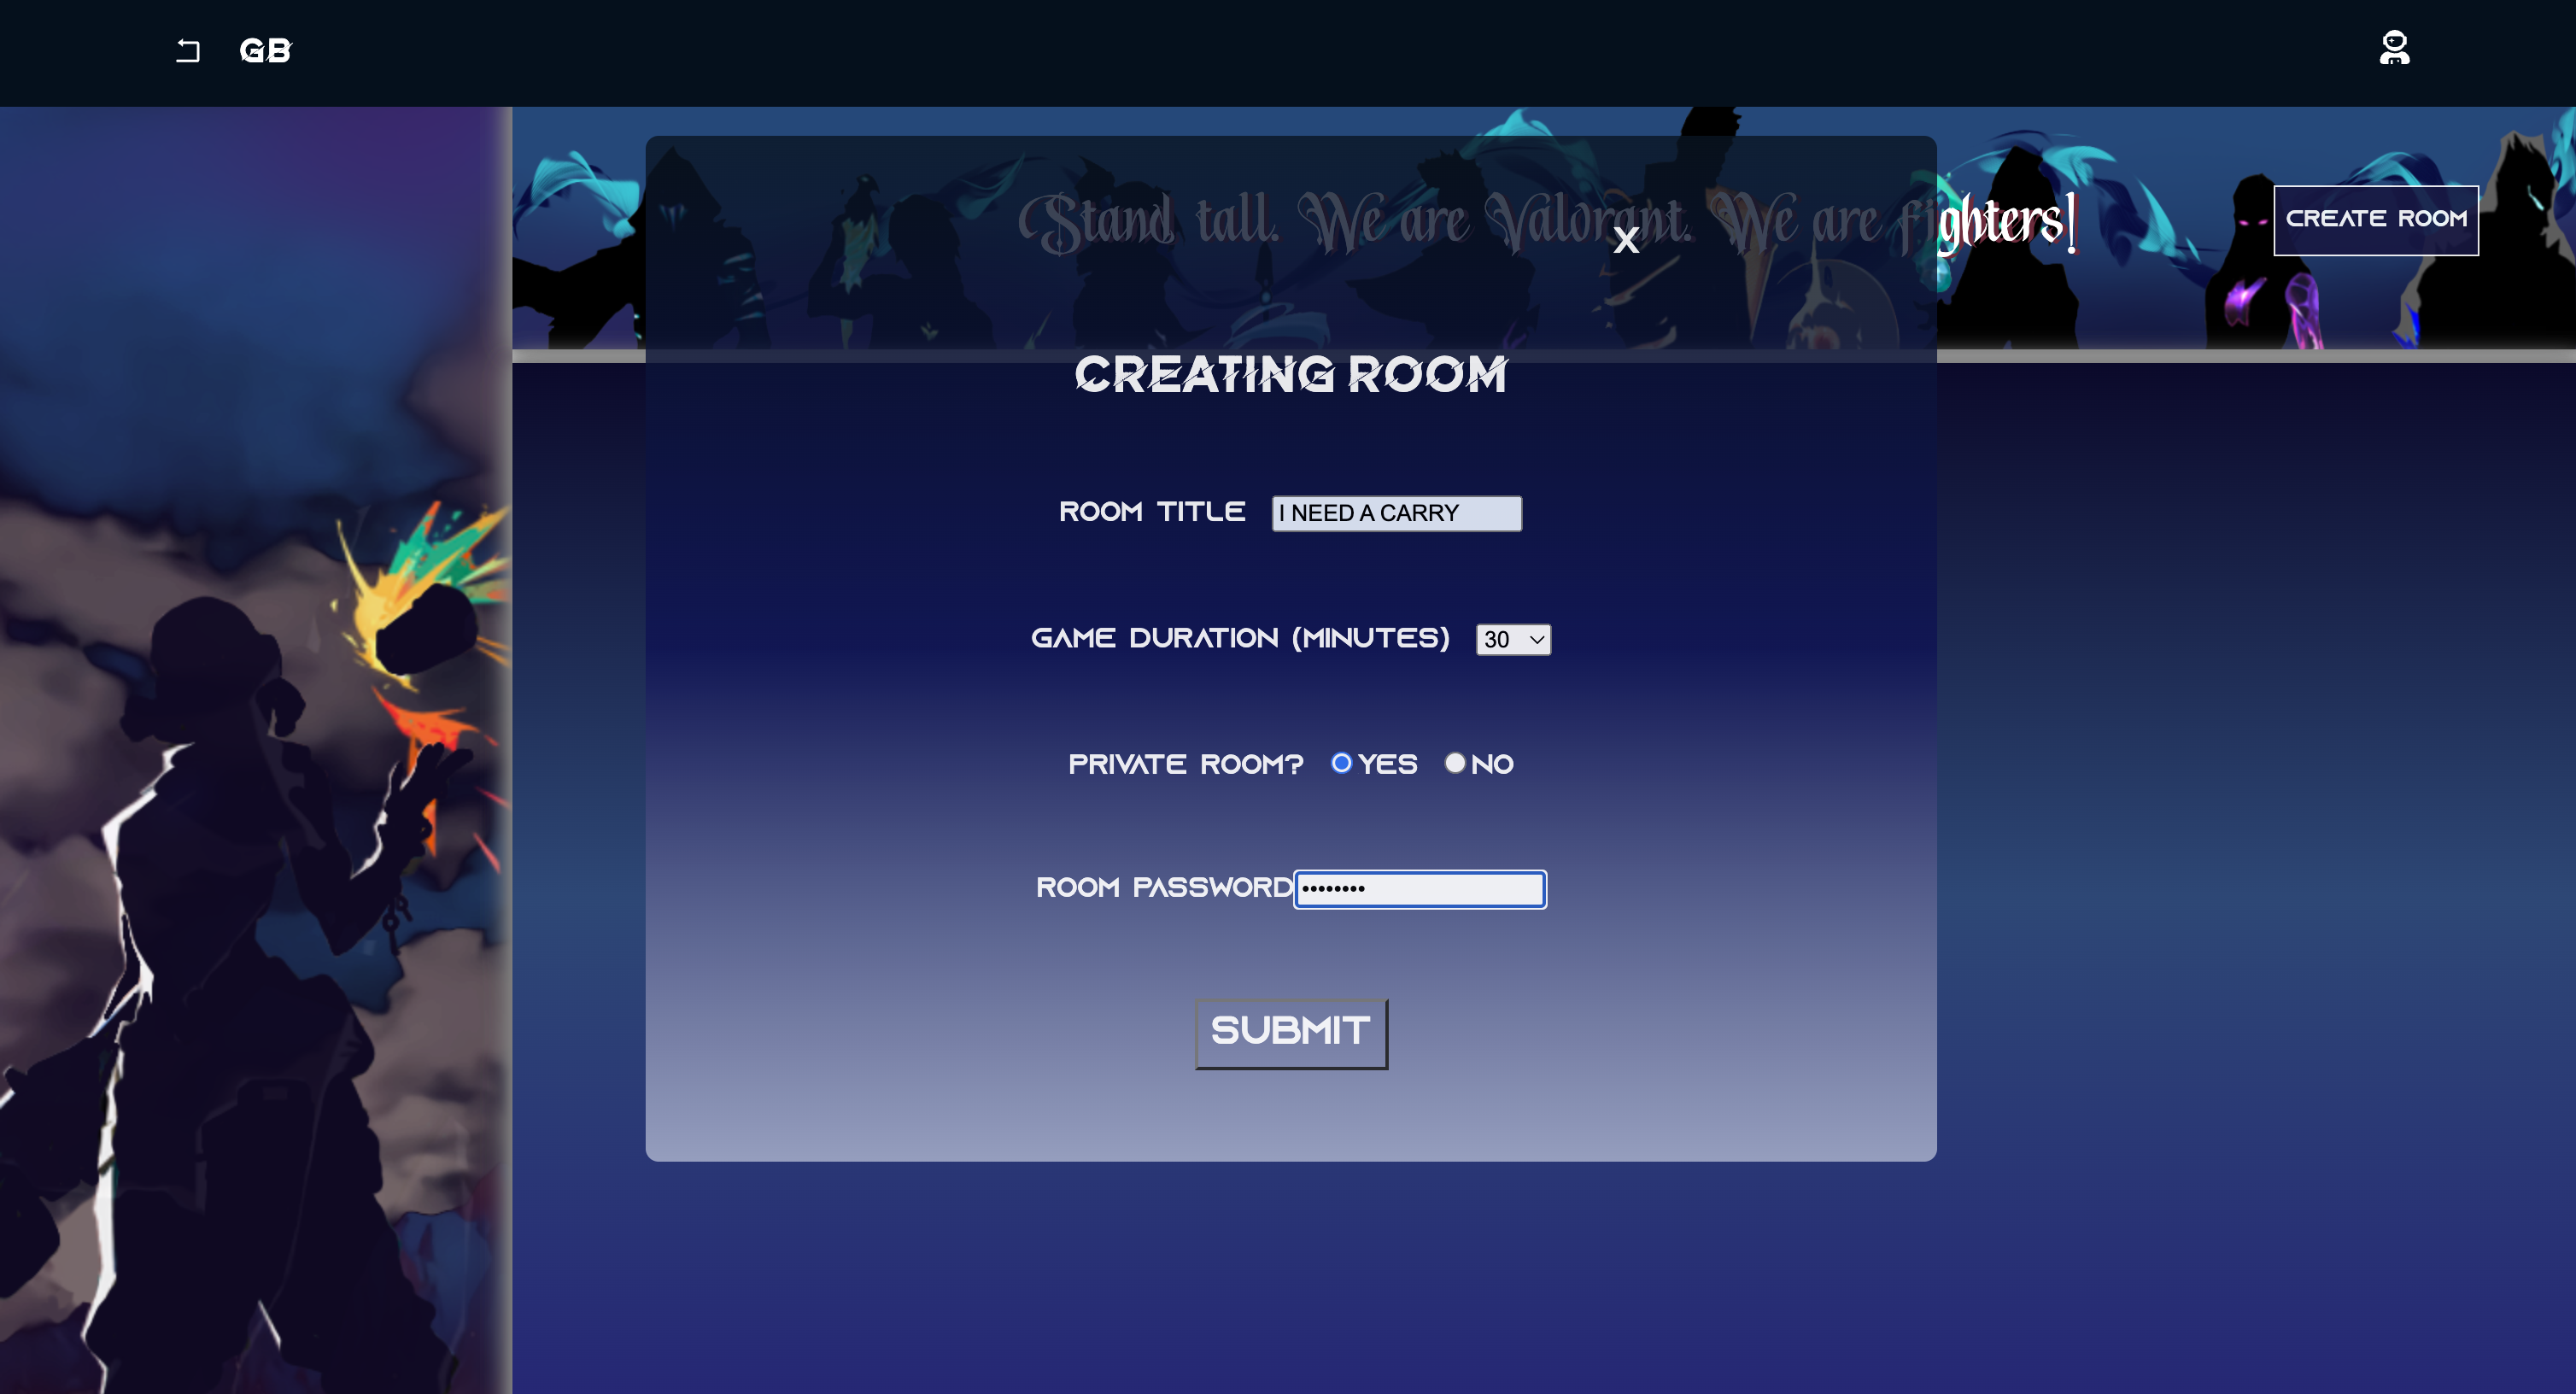 GB
Stand tall. We are Valorant. We are fighters!
CREATE ROOM
X
CREATING ROOM
ROOM TITLE I NEED A CARRY
GAME DURATION (MINUTES) 30
PRIVATE ROOM? YES NO
ROOM PASSWORD ••••••••
SUBMIT